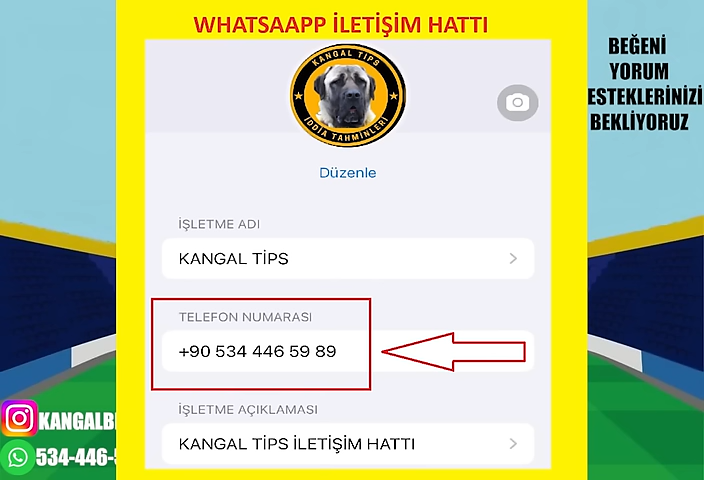 WHATSAAPP İLETİŞİM HATTI
BEĞENİ
YORUM
ESTEKLERİNİZİ
BEKLİYORUZ
KANGAL TİPS
İDDİA TAHMİNLERİ
Düzenle
İŞLETME ADI
KANGAL TİPS
TELEFON NUMARASI
+90 534 446 59 89
İŞLETME AÇIKLAMASI
KANGAL TİPS İLETİŞİM HATTI
KANGALB
534-446-